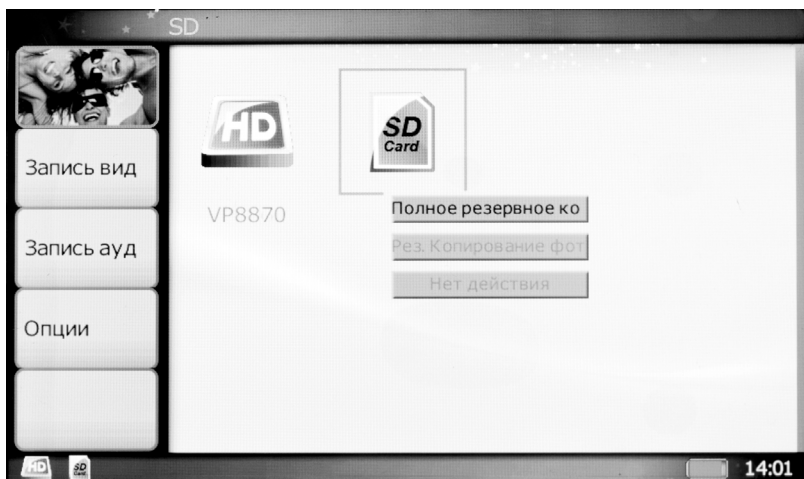 SD
Запись вид
Запись ауд
Опции
HD
VP8870
SD
Card
Полное резервное ко
Рез. Копирование фот
Нет действия
HD
SD
Card
14:01